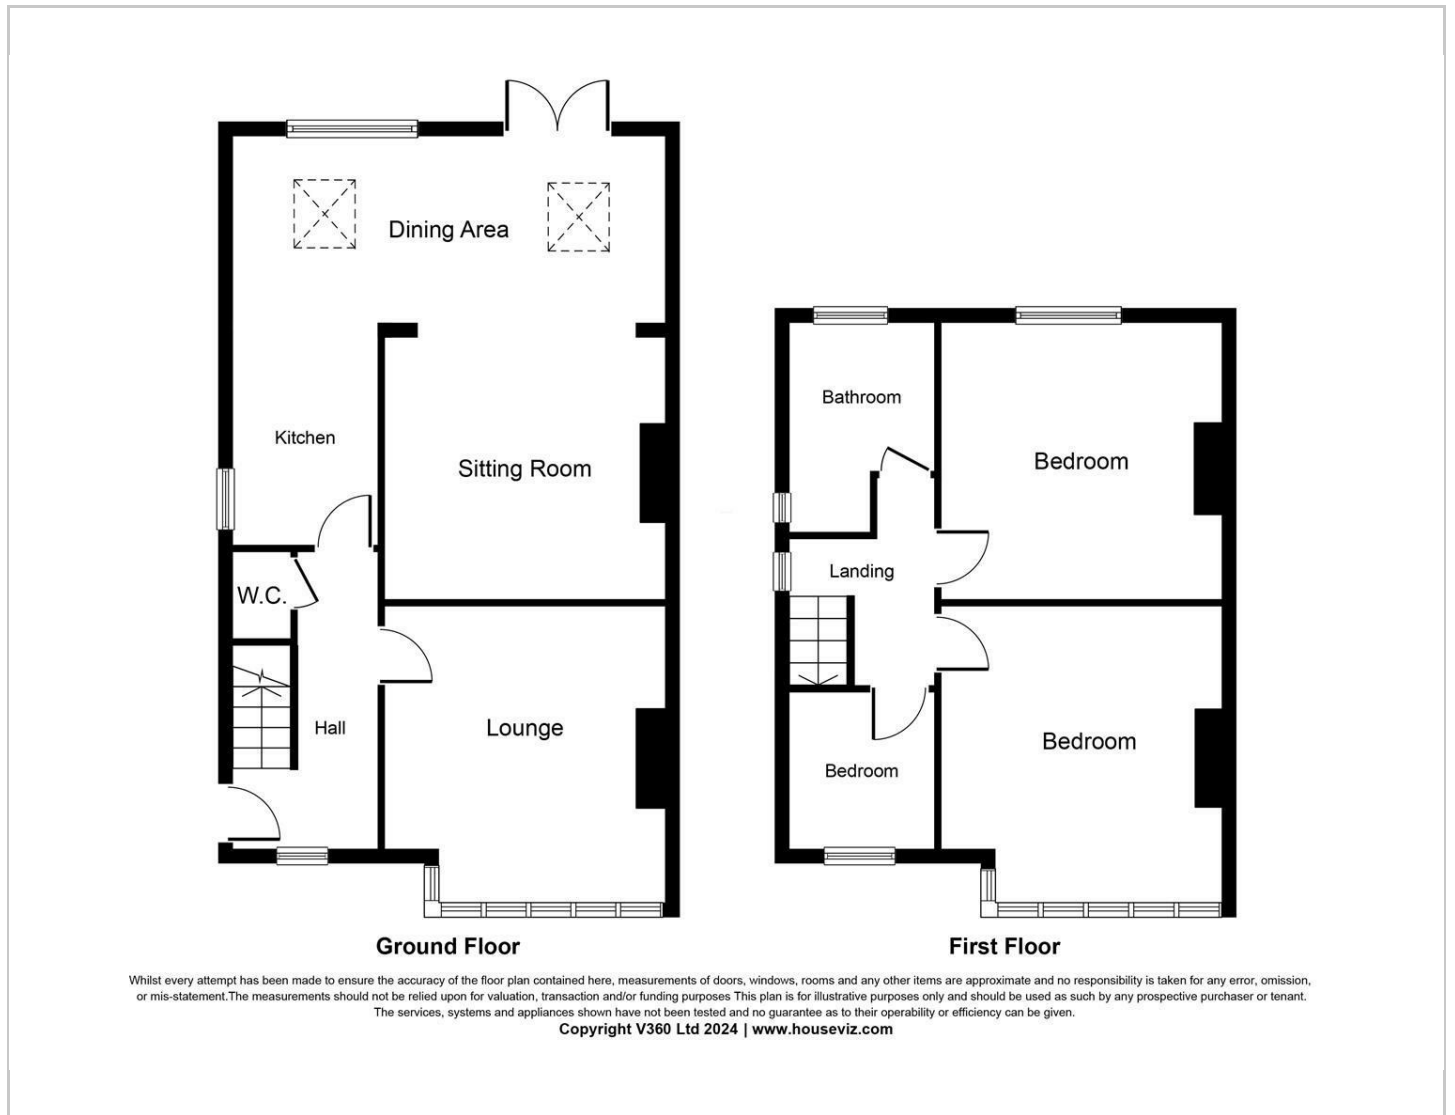 Dining Area
Kitchen
Sitting Room
W.C.
Hall
Lounge
Ground Floor
Bathroom
Bedroom
Landing
Bedroom
Bedroom
First Floor
Whilst every attempt has been made to ensure the accuracy of the floor plan contained here, measurements of doors, windows, rooms and any other items are approximate and no responsibility is taken for any error, omission,
or mis-statement.The measurements should not be relied upon for valuation, transaction and/or funding purposes This plan is for illustrative purposes only and should be used as such by any prospective purchaser or tenant.
The services, systems and appliances shown have not been tested and no guarantee as to their operability or efficiency can be given.
Copyright V360 Ltd 2024 | www.houseviz.com